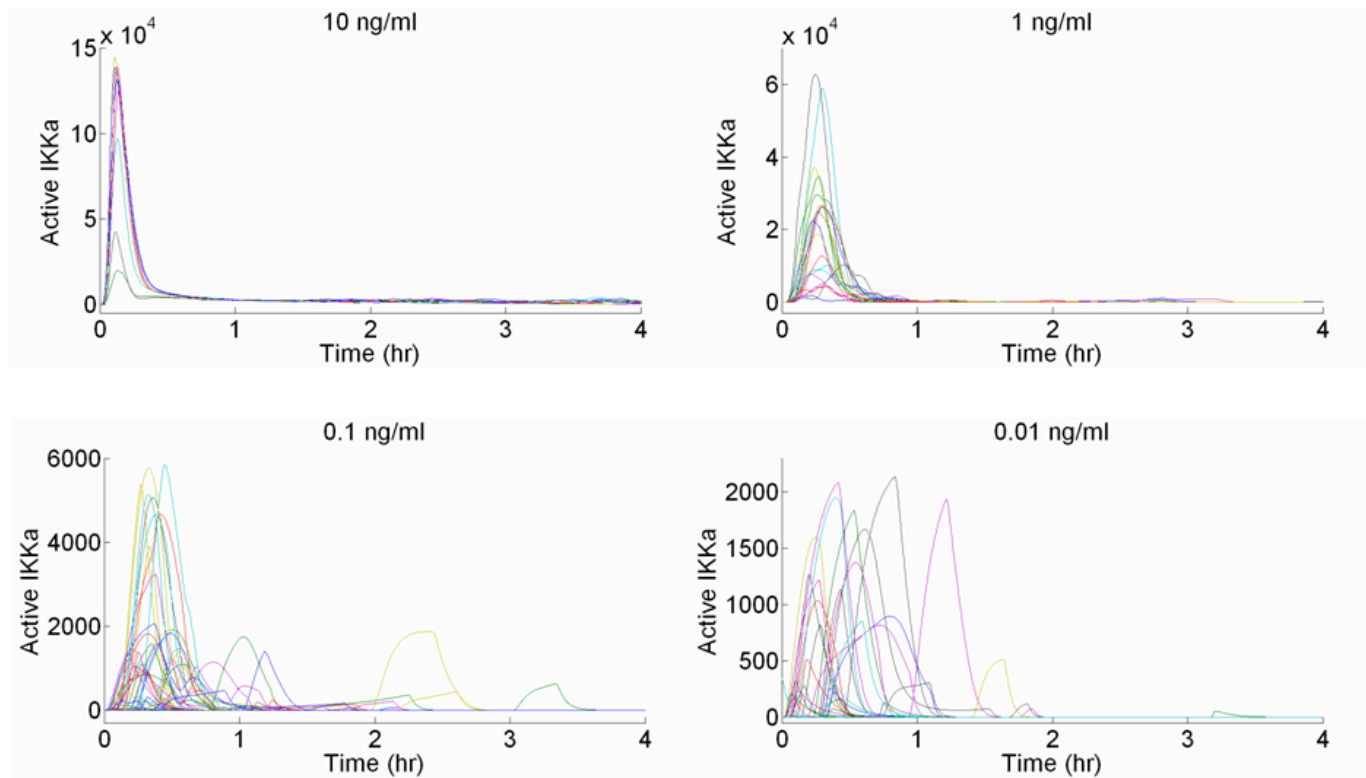 10 ng/ml
x 10^4
15
10
5
0
Active IKKa
0 1 2 3 4
Time (hr)
1 ng/ml
x 10^4
6
4
2
0
Active IKKa
0 1 2 3 4
Time (hr)
0.1 ng/ml
6000
4000
2000
0
Active IKKa
0 1 2 3 4
Time (hr)
0.01 ng/ml
2000
1500
1000
500
0
Active IKKa
0 1 2 3 4
Time (hr)